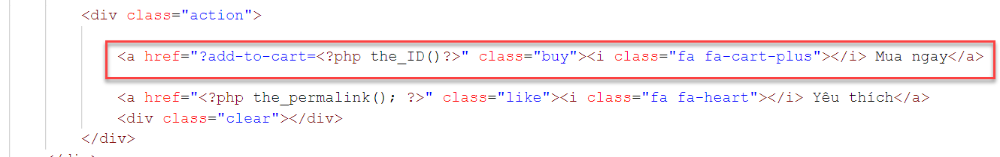 <div class="action">
<a href="?add-to-cart=<?php the_ID()?>" class="buy"><i class="fa fa-cart-plus"></i> Mua ngay</a>
<a href="<?php the_permalink(); ?>" class="like"><i class="fa fa-heart"></i> Yêu thích</a>
<div class="clear"></div>
</div>